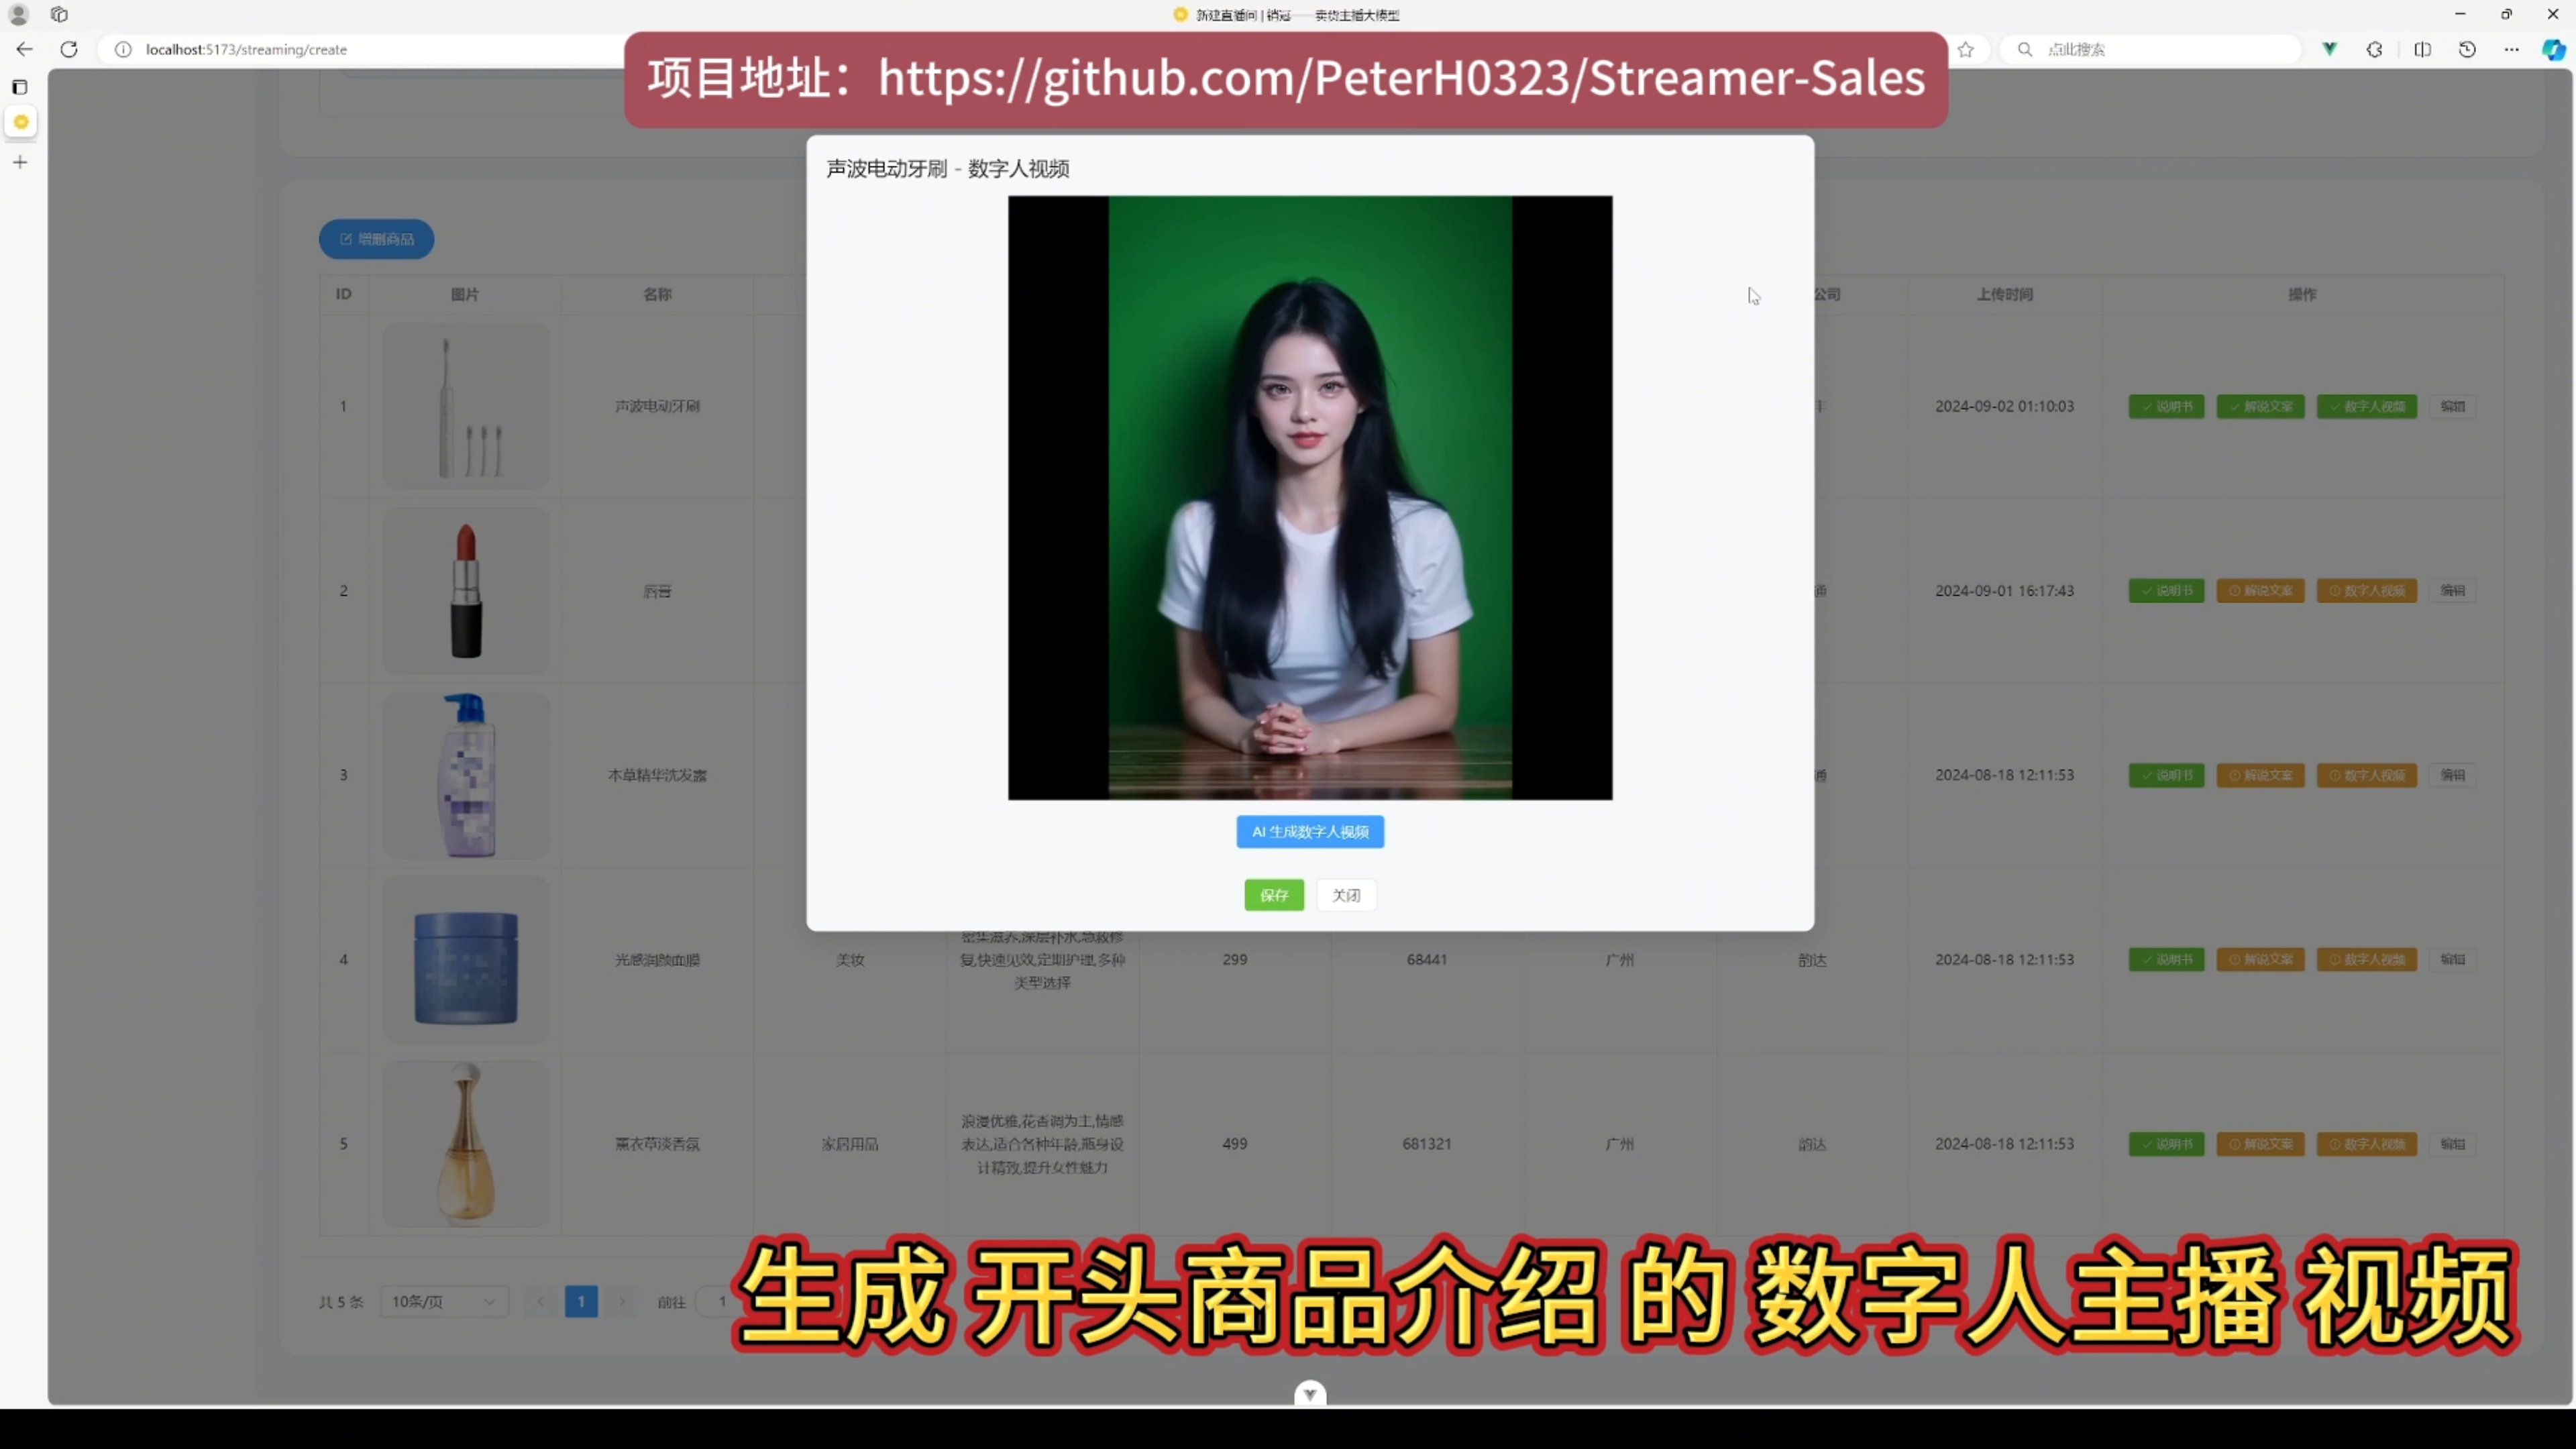 新建直播间 | 销冠——卖货主播大模型
localhost:5173/streaming/create
点此搜索
项目地址：https://github.com/PeterH0323/Streamer-Sales
声波电动牙刷 - 数字人视频
增删商品
ID 图片 名称 公司 上传时间 操作
1 声波电动牙刷 2024-09-02 01:10:03 说明书 解说文案 数字人视频 编辑
2 唇膏 通 2024-09-01 16:17:43 说明书 解说文案 数字人视频 编辑
3 本草精华洗发露 通 2024-08-18 12:11:53 说明书 解说文案 数字人视频 编辑
AI 生成数字人视频
保存 关闭
密集滋养,深层补水,急救修
4 光感润颜面膜 美妆 复,快速见效,定期护理,多种 299 68441 广州 韵达 2024-08-18 12:11:53 说明书 解说文案 数字人视频 编辑
类型选择
浪漫优雅,花香调为主,情感
5 薰衣草淡香氛 家居用品 表达,适合各种年龄,瓶身设 499 681321 广州 韵达 2024-08-18 12:11:53 说明书 解说文案 数字人视频 编辑
计精致,提升女性魅力
共 5 条 10条/页 1 前往 1
生成 开头商品介绍 的 数字人主播 视频